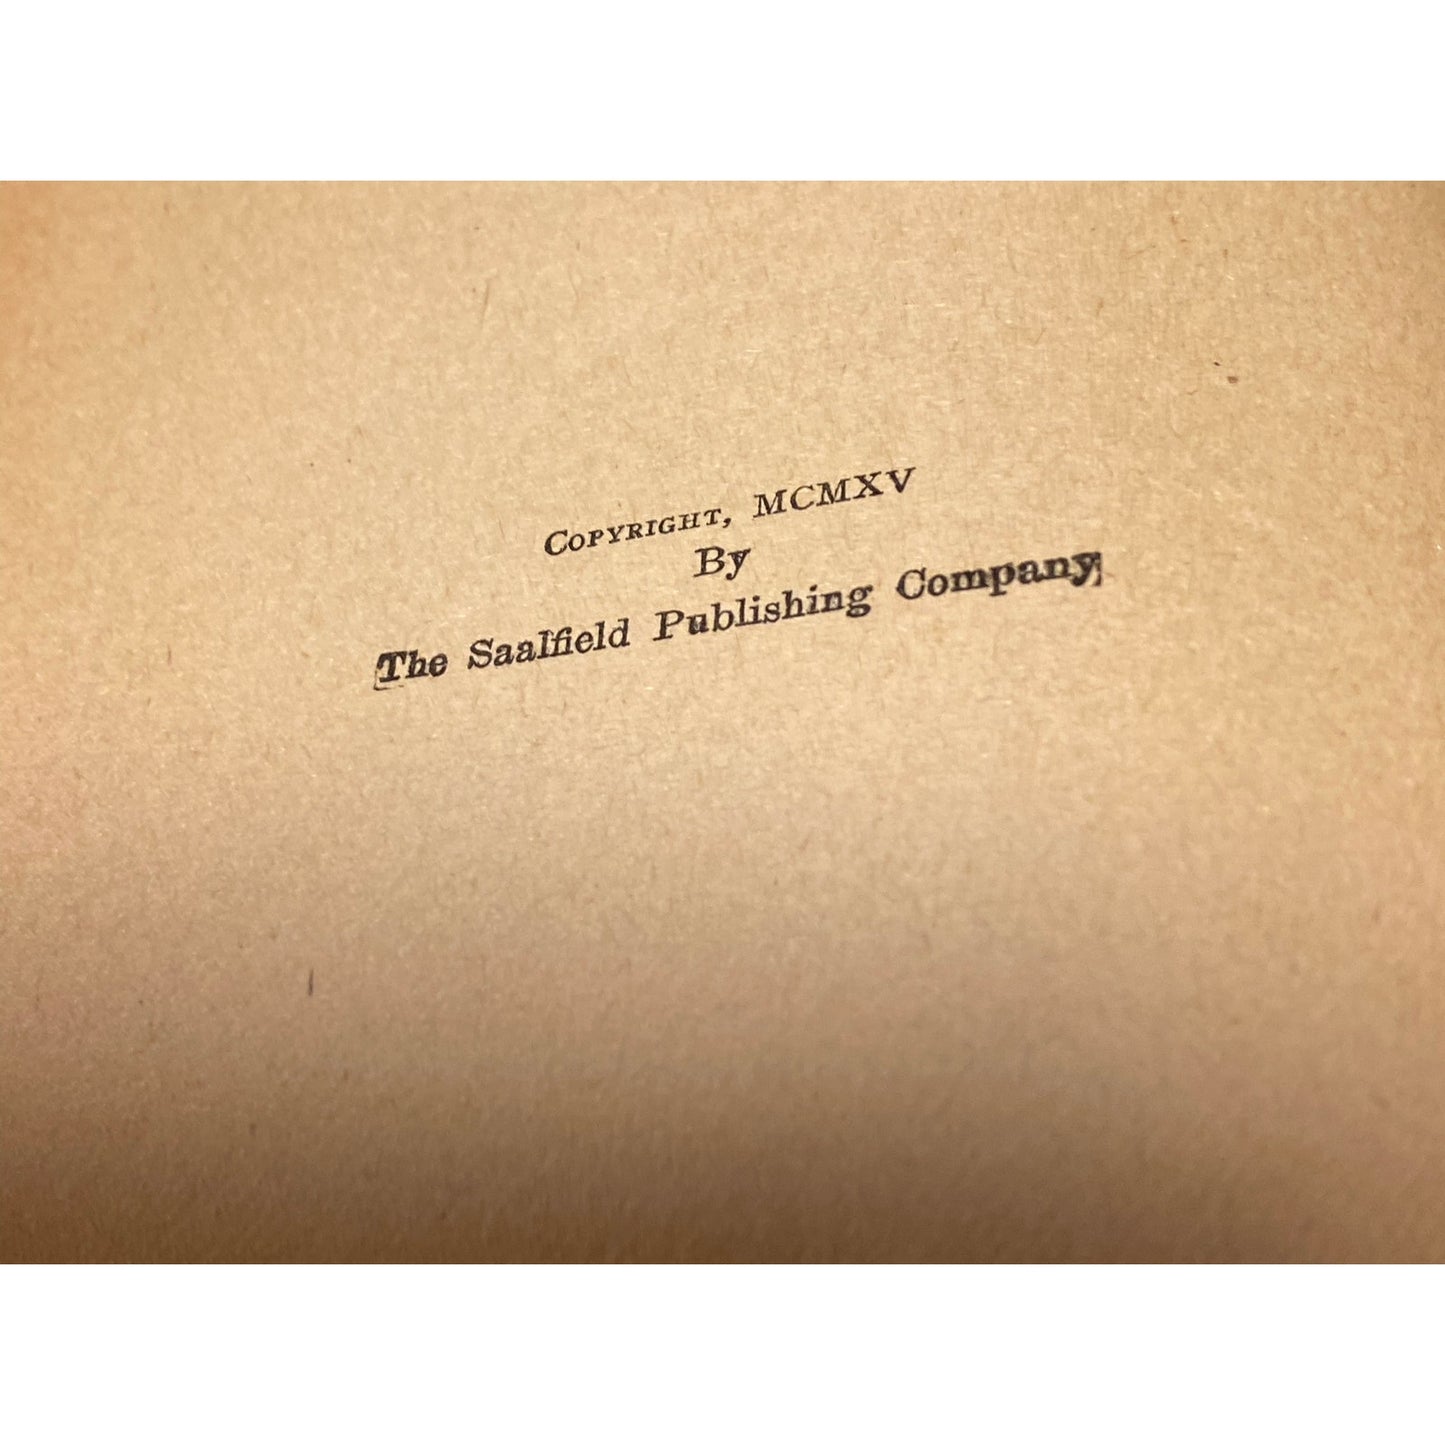 COPYRIGHT, MCMXV
By
The Saalfield Publishing Company